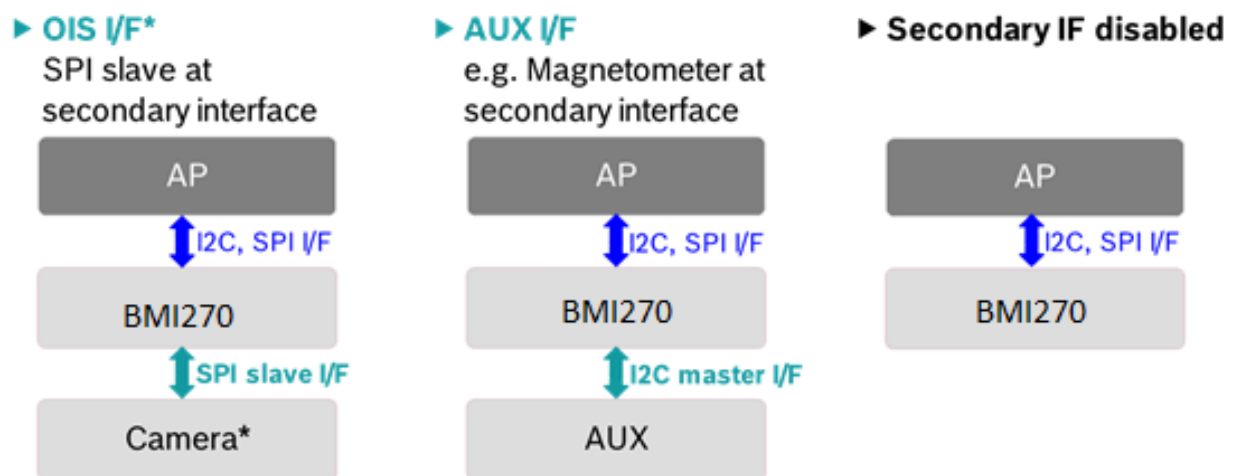 ► OIS I/F*
SPI slave at
secondary interface
AP
I2C, SPI I/F
BMI270
SPI slave I/F
Camera*
► AUX I/F
e.g. Magnetometer at
secondary interface
AP
I2C, SPI I/F
BMI270
I2C master I/F
AUX
► Secondary IF disabled
AP
I2C, SPI I/F
BMI270